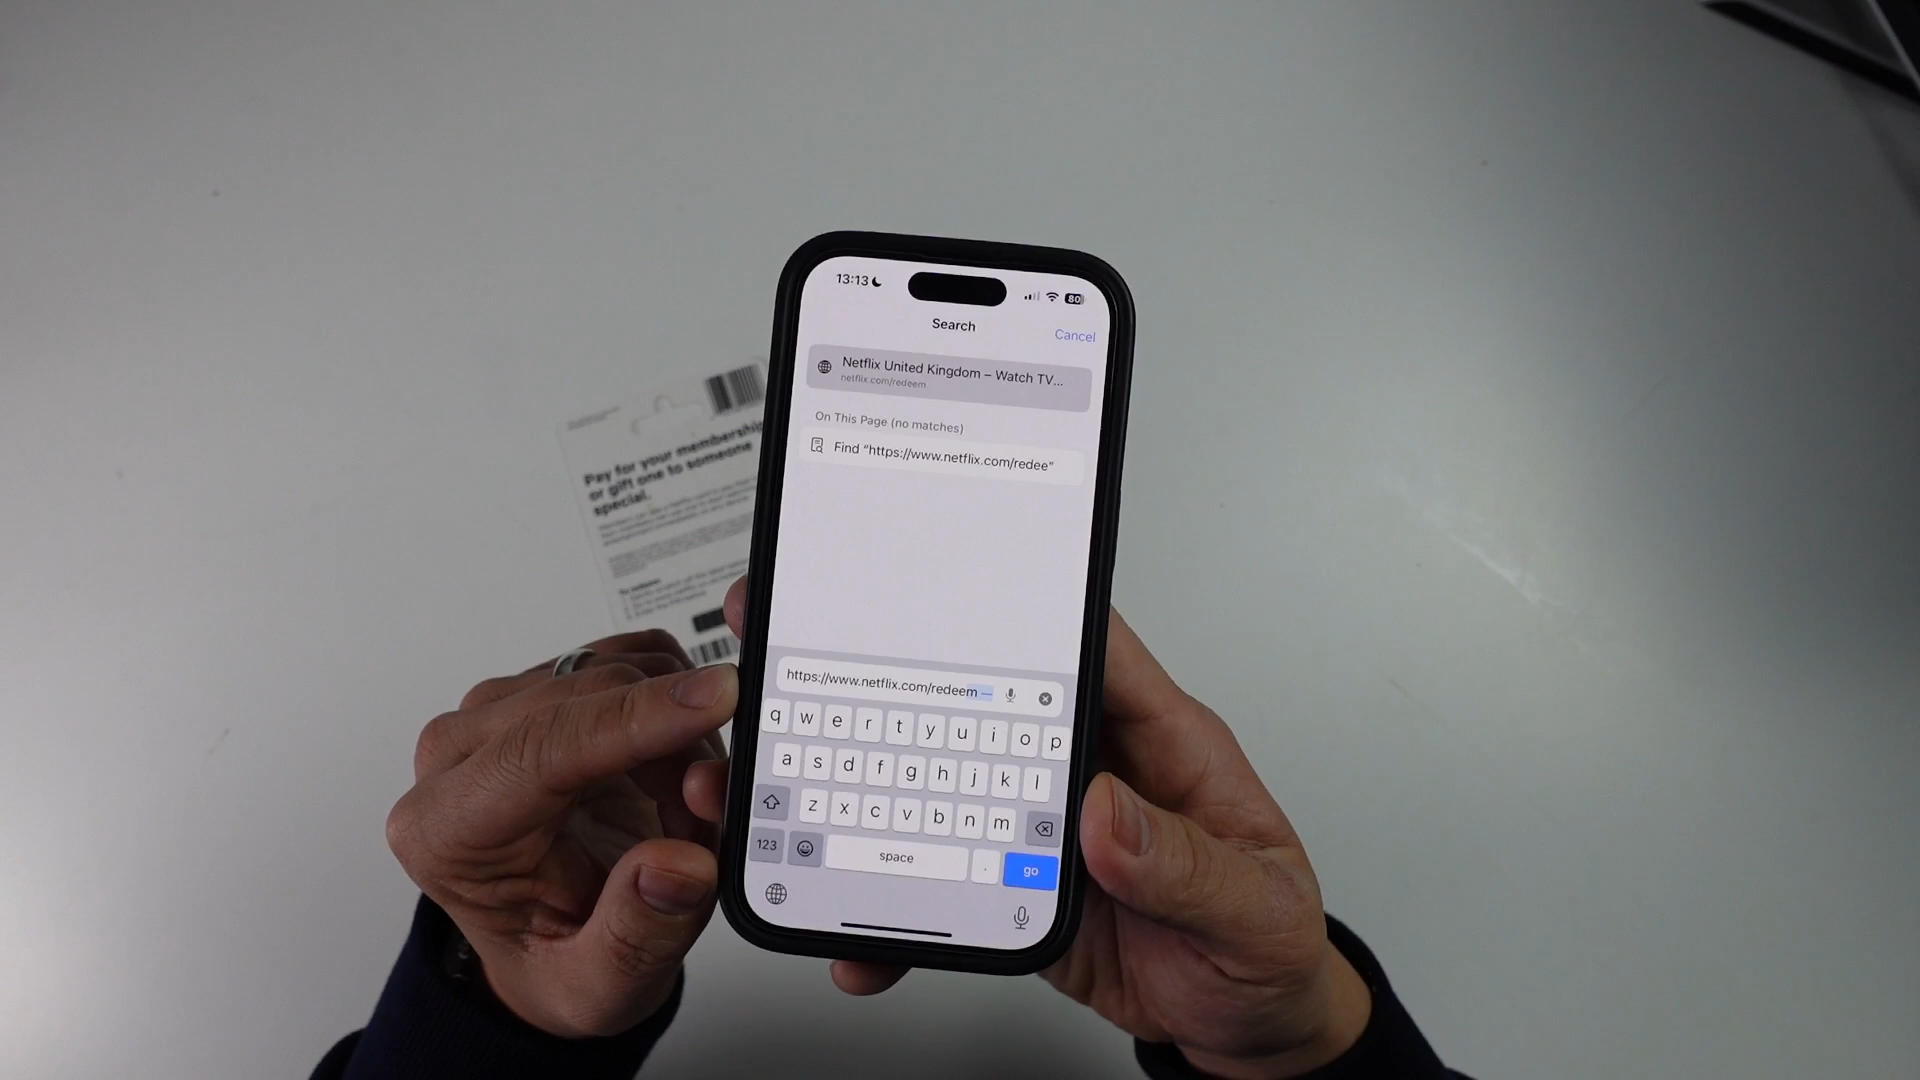 13:13
80
Search
Cancel
Netflix United Kingdom – Watch TV...
netflix.com/redeem
On This Page (no matches)
Find “https://www.netflix.com/redee”
Pay for your membership
or gift one to someone
special.
https://www.netflix.com/redeem —
q w e r t y u i o p
a s d f g h j k l
z x c v b n m
123
space
.
go